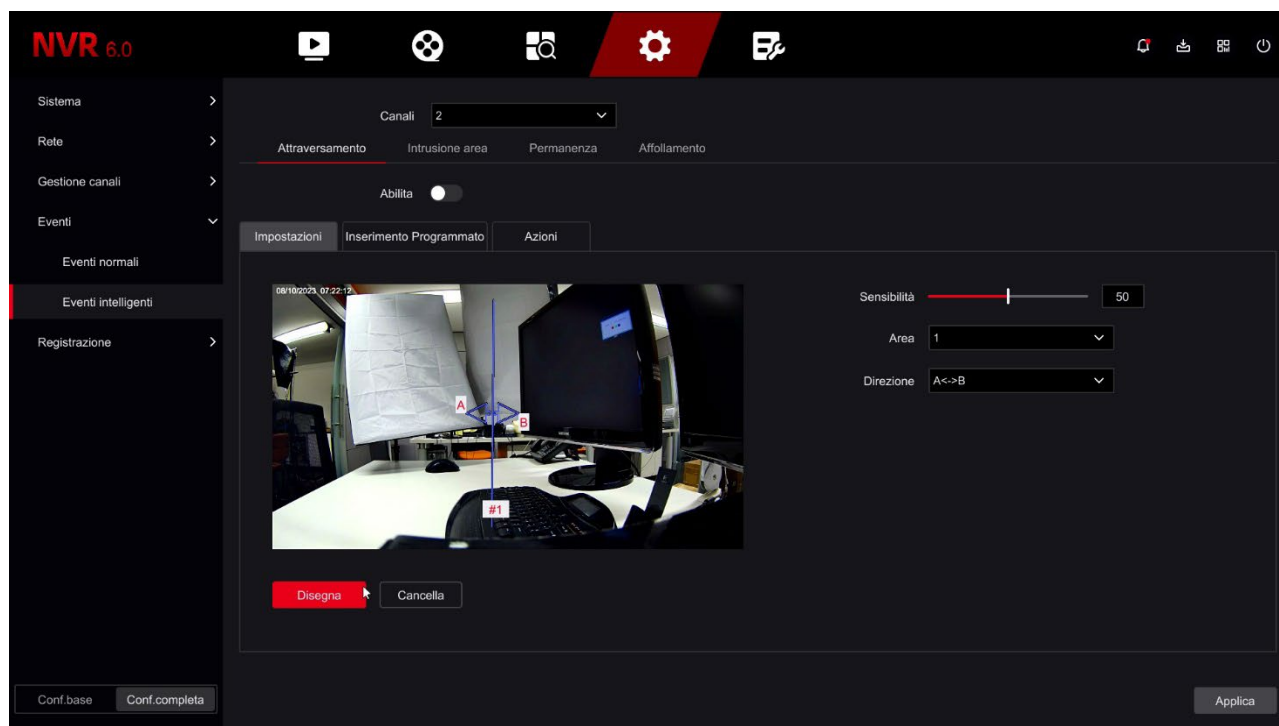 NVR 6.0
Sistema
Rete
Gestione canali
Eventi
Eventi normali
Eventi intelligenti
Registrazione
Conf.base Conf.completa
Canali 2
Attraversamento Intrusione area Permanenza Affollamento
Abilita
Impostazioni Inserimento Programmato Azioni
08/10/2023 07:22:12
A
B
#1
Sensibilità 50
Area 1
Direzione A<->B
Disegna Cancella
Applica